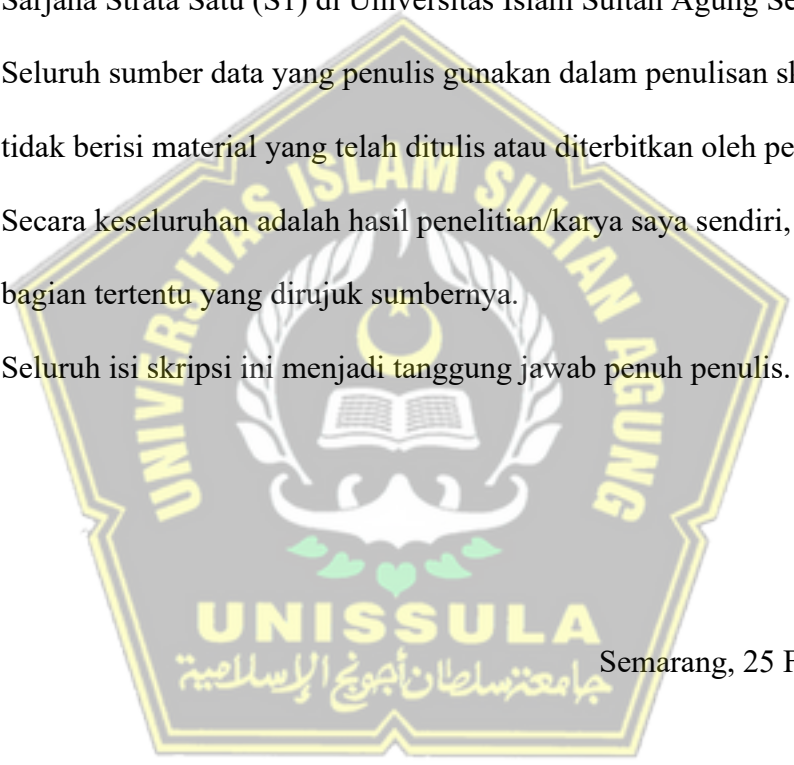 Sarjana Strata Satu (S1) di Universitas Islam Sultan Agung Se
Seluruh sumber data yang penulis gunakan dalam penulisan sk
tidak berisi material yang telah ditulis atau diterbitkan oleh pe
Secara keseluruhan adalah hasil penelitian/karya saya sendiri,
bagian tertentu yang dirujuk sumbernya.
Seluruh isi skripsi ini menjadi tanggung jawab penuh penulis.
UNIVERSITAS ISLAM SULTAN AGUNG
UNISSULA
جامعة سلطان أجونج الإسلامية
Semarang, 25 F